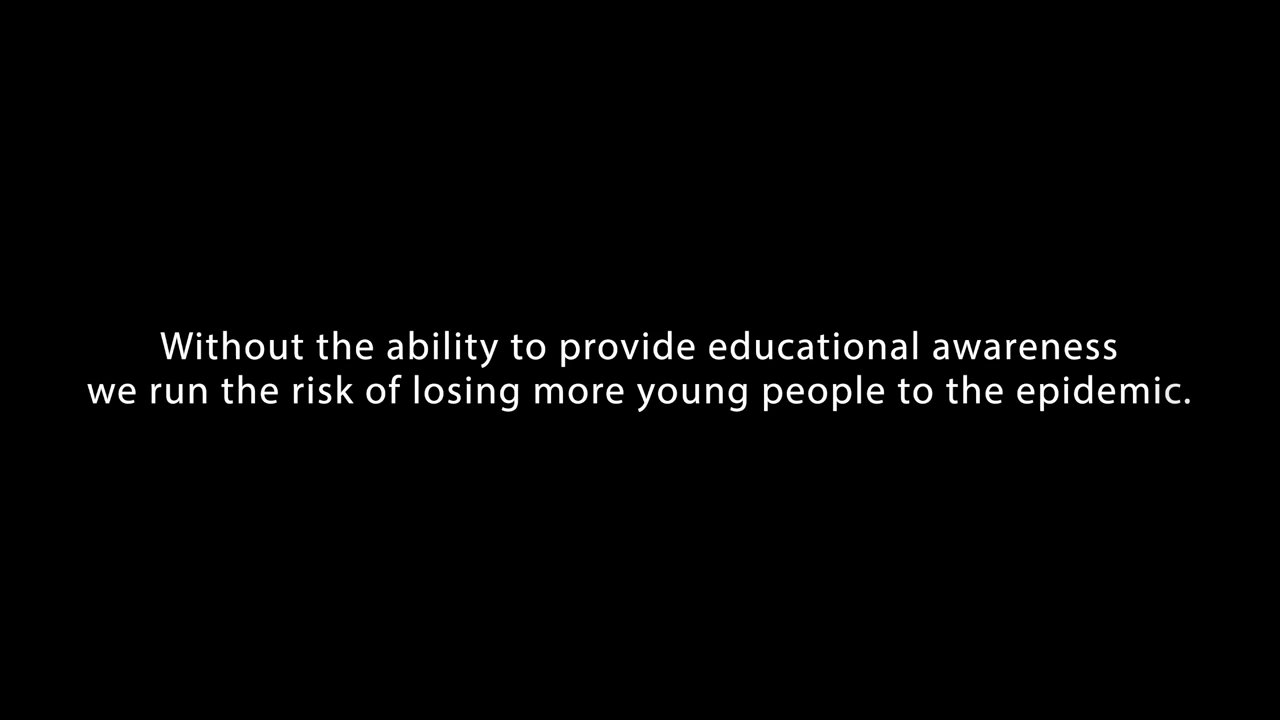 Without the ability to provide educational awareness
we run the risk of losing more young people to the epidemic.